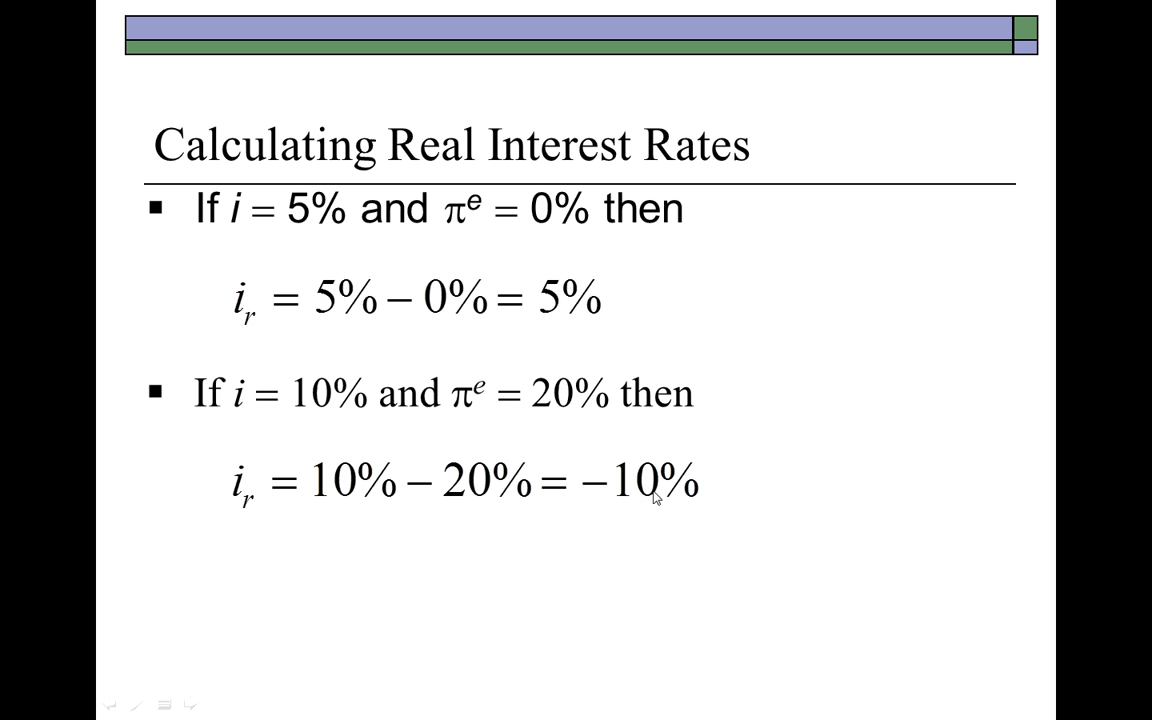 Calculating Real Interest Rates
▪ If i = 5% and πᵉ = 0% then
iᵣ = 5% – 0% = 5%
▪ If i = 10% and πᵉ = 20% then
iᵣ = 10% – 20% = –10%